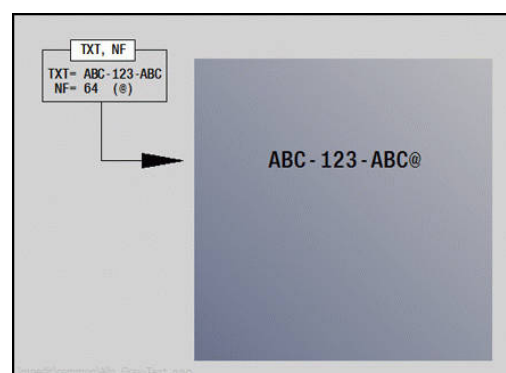 TXT, NF
TXT= ABC-123-ABC
NF= 64 (@)
ABC-123-ABC@